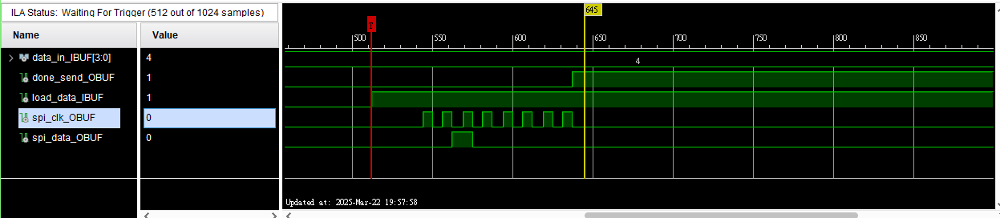 ILA Status: Waiting For Trigger (512 out of 1024 samples)
645
Name Value
T
500 550 600 650 700 750 800 850
data_in_IBUF[3:0] 4 4
done_send_OBUF 1
load_data_IBUF 1
spi_clk_OBUF 0
spi_data_OBUF 0
Updated at: 2025-Mar-22 19:57:58